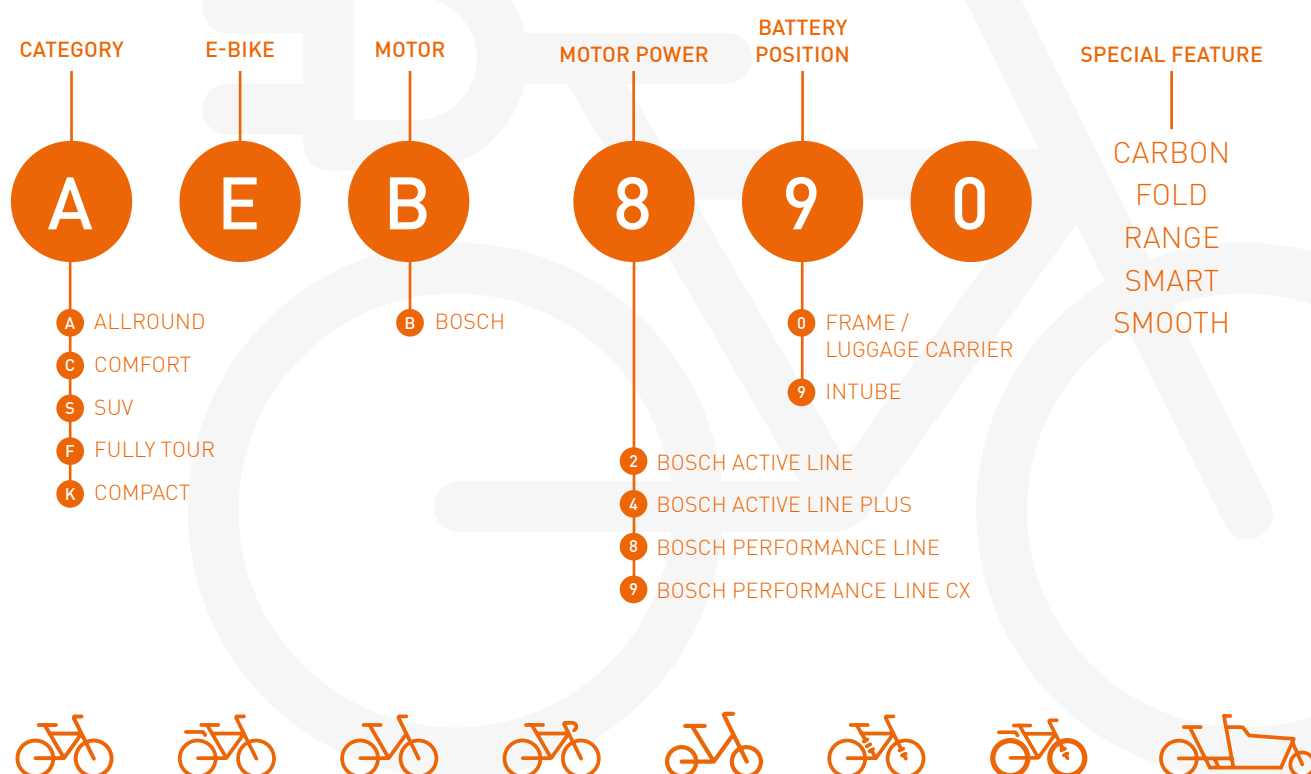 CATEGORY
E-BIKE
MOTOR
MOTOR POWER
BATTERY
POSITION
SPECIAL FEATURE
A
E
B
8
9
0
CARBON
FOLD
RANGE
SMART
SMOOTH
A ALLROUND
C COMFORT
S SUV
F FULLY TOUR
K COMPACT
B BOSCH
0 FRAME /
LUGGAGE CARRIER
9 INTUBE
2 BOSCH ACTIVE LINE
4 BOSCH ACTIVE LINE PLUS
8 BOSCH PERFORMANCE LINE
9 BOSCH PERFORMANCE LINE CX